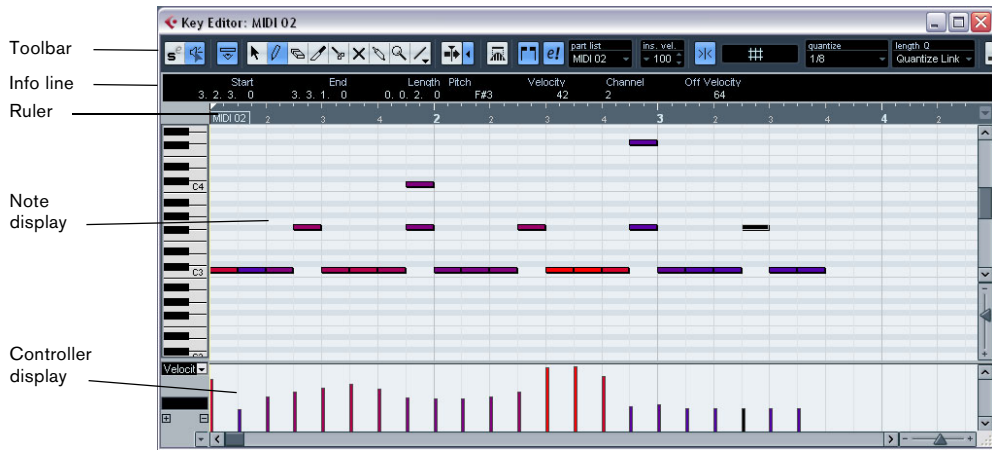 Key Editor: MIDI 02
Toolbar
part list
ins. vel.
quantize
length Q
MIDI 02
100
1/8
Quantize Link
Info line
Start End Length Pitch Velocity Channel Off Velocity
3. 2. 3. 0 3. 3. 1. 0 0. 0. 2. 0 F#3 42 2 64
Ruler
MIDI 02 2 3 4 2 2 3 4 3 2 3 4 4 2
C4
Note
display
C3
Controller
display
Velocit